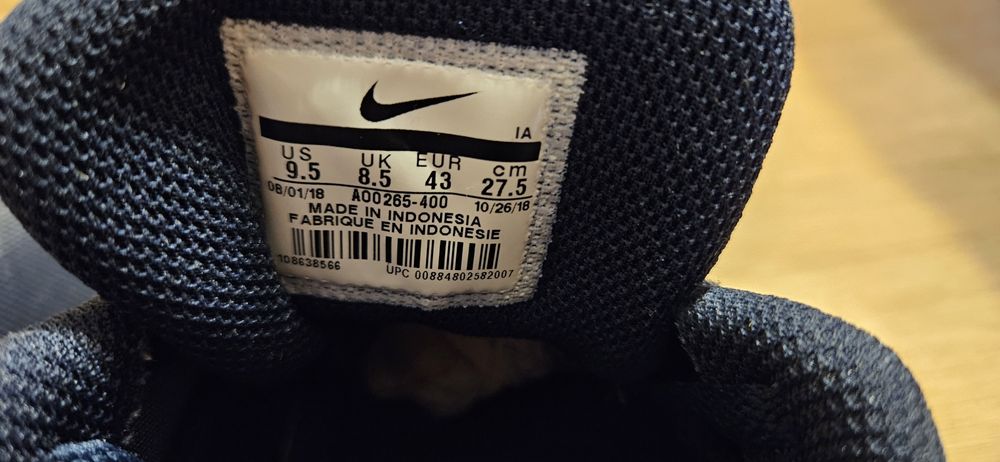 IA
US UK EUR cm
9.5 8.5 43 27.5
08/01/18 AO0265-400 10/26/18
MADE IN INDONESIA
FABRIQUE EN INDONESIE
108638566 UPC 00884802582007